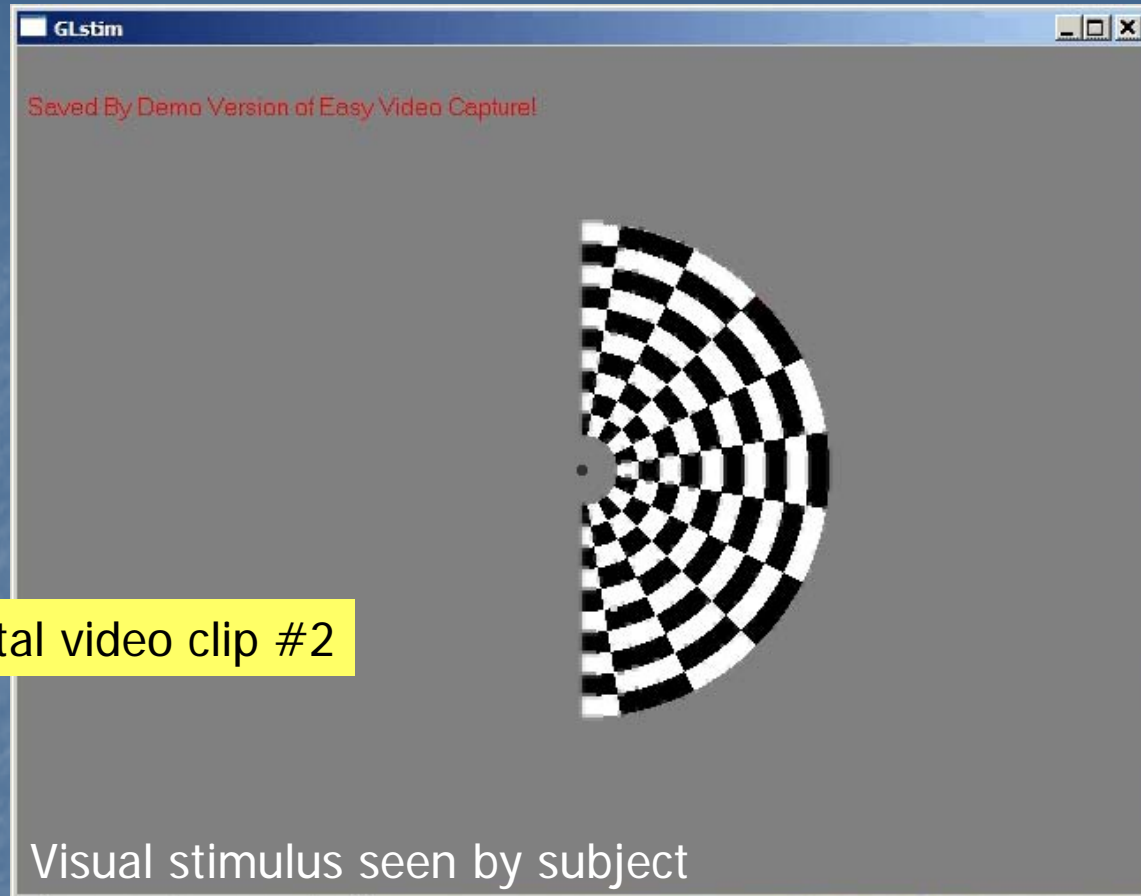 GLstim
Saved By Demo Version of Easy Video Capture!
tal video clip #2
Visual stimulus seen by subject